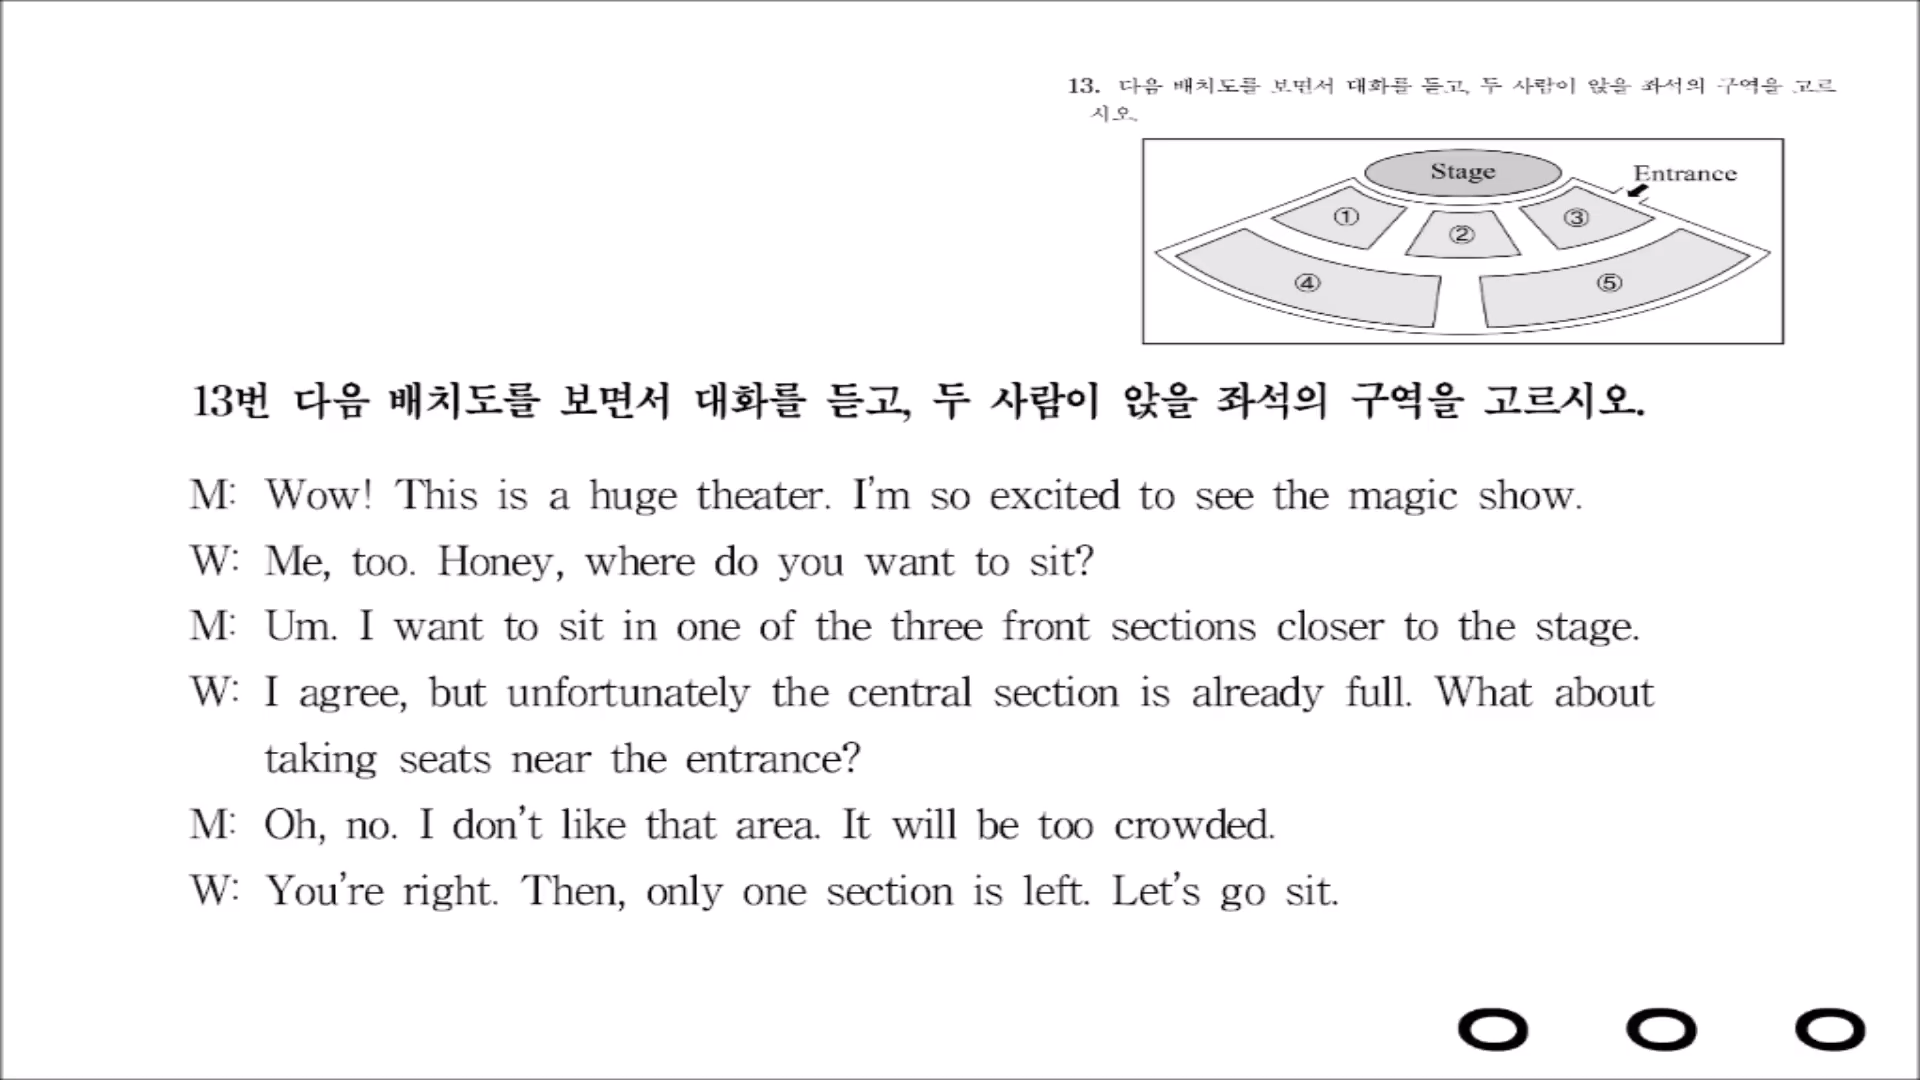 13. 다음 배치도를 보면서 대화를 듣고, 두 사람이 앉을 좌석의 구역을 고르
시오.
Stage
Entrance
①
②
③
④
⑤
13번 다음 배치도를 보면서 대화를 듣고, 두 사람이 앉을 좌석의 구역을 고르시오.
M: Wow! This is a huge theater. I'm so excited to see the magic show.
W: Me, too. Honey, where do you want to sit?
M: Um. I want to sit in one of the three front sections closer to the stage.
W: I agree, but unfortunately the central section is already full. What about
taking seats near the entrance?
M: Oh, no. I don't like that area. It will be too crowded.
W: You're right. Then, only one section is left. Let's go sit.